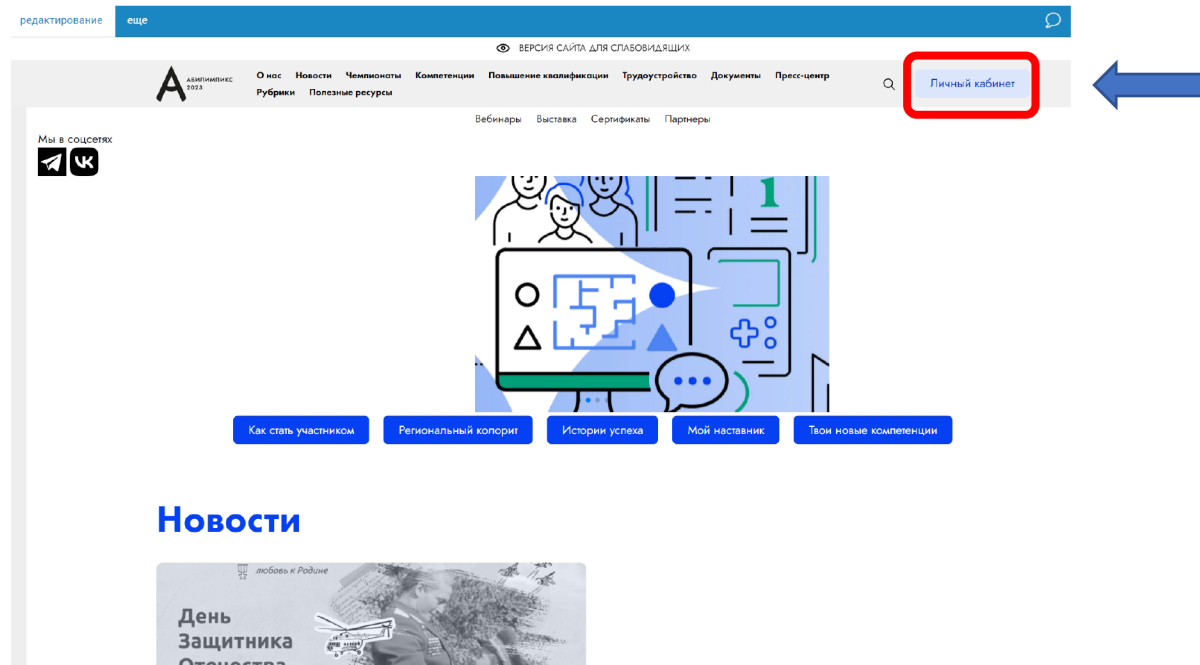 редактирование еще
ВЕРСИЯ САЙТА ДЛЯ СЛАБОВИДЯЩИХ
АБИЛИМПИКС
2023
О нас Новости Чемпионаты Компетенции Повышение квалификации Трудоустройство Документы Пресс-центр
Рубрики Полезные ресурсы
Личный кабинет
Вебинары Выставка Сертификаты Партнеры
Мы в соцсетях
Как стать участником Региональный колорит Истории успеха Мой наставник Твои новые компетенции
Новости
любовь к Родине
День
Защитника
Отечества